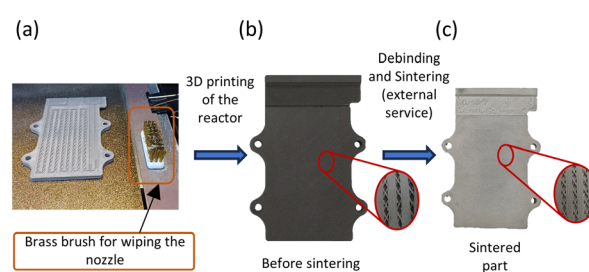 (a)
(b)
(c)
3D printing
of the
reactor
Debinding
and Sintering
(external
service)
Brass brush for wiping the
nozzle
Before sintering
Sintered
part